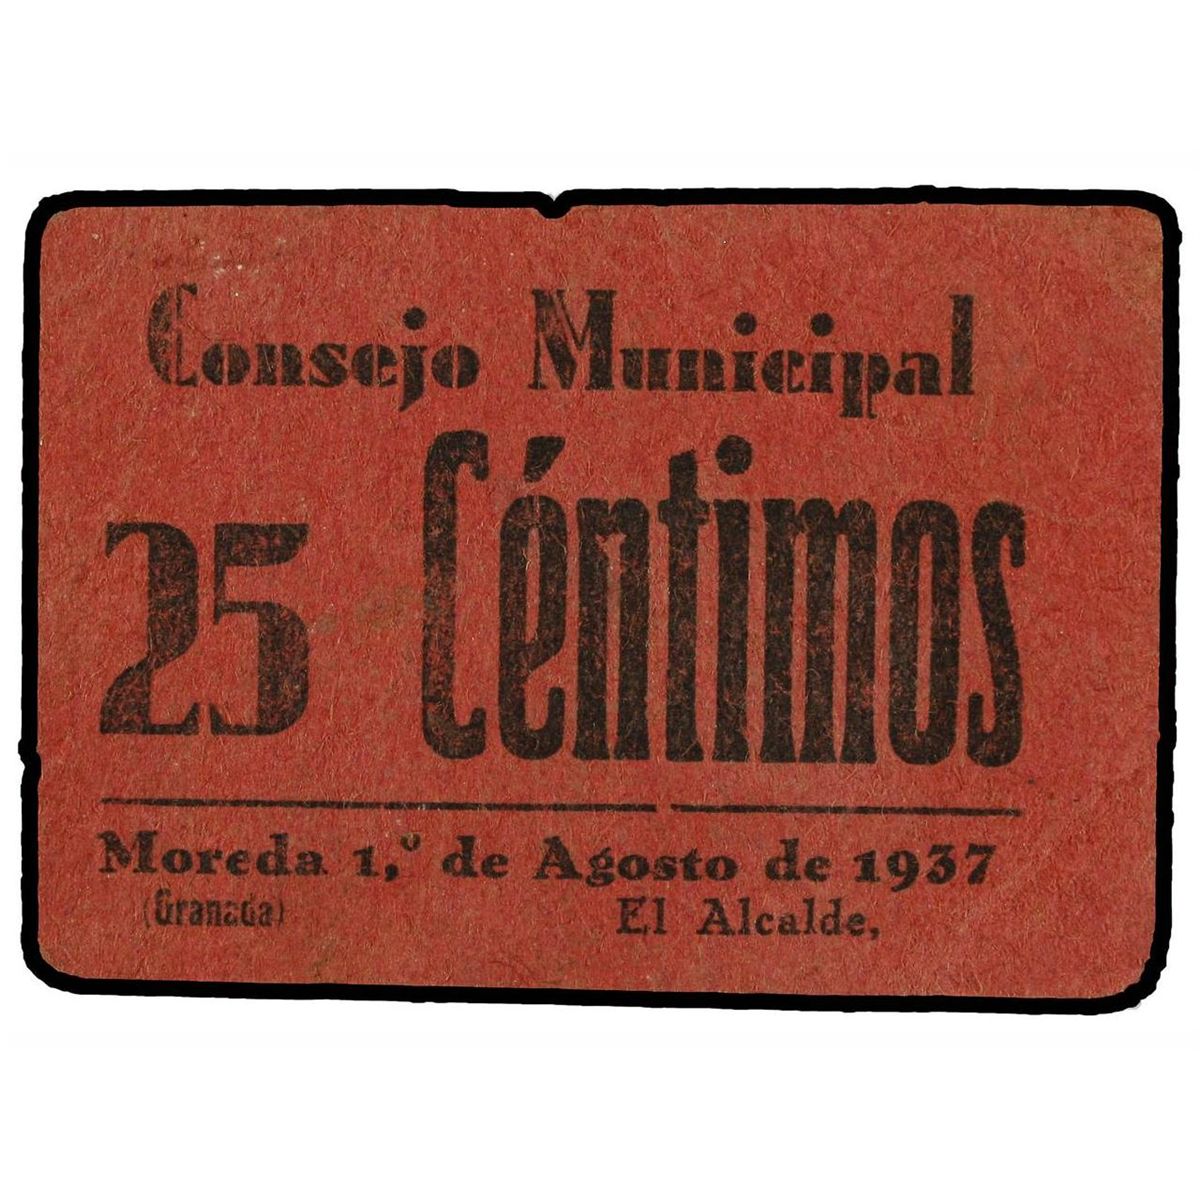 Consejo Municipal
25 Céntimos
Moreda 1,º de Agosto de 1937
(Granada)
El Alcalde,